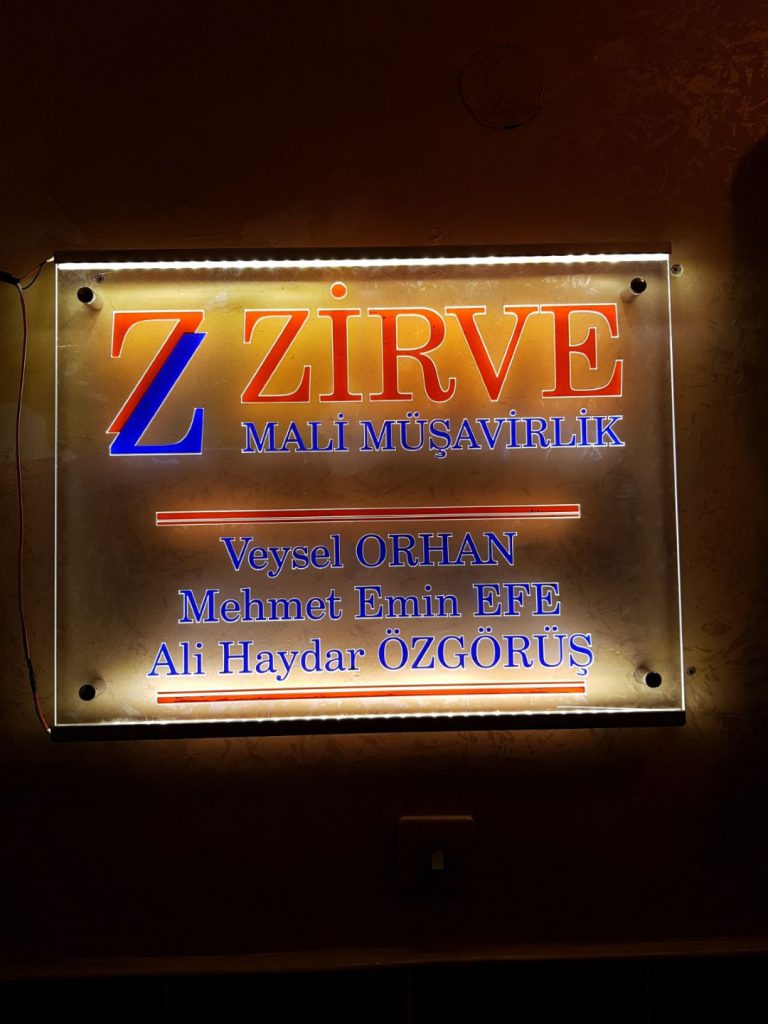 Z ZİRVE
MALİ MÜŞAVİRLİK
Veysel ORHAN
Mehmet Emin EFE
Ali Haydar ÖZGÖRÜŞ